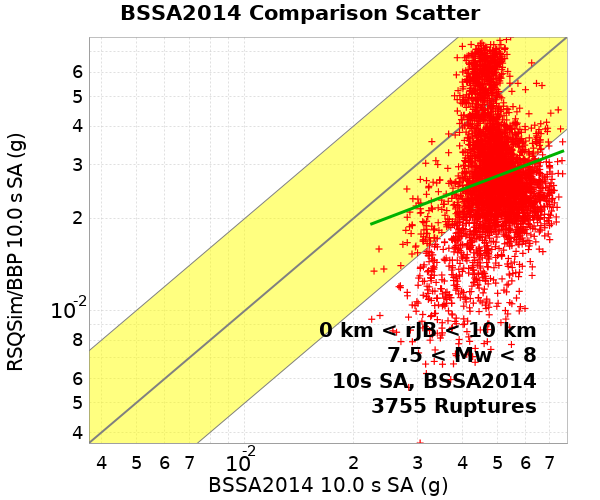 BSSA2014 Comparison Scatter
RSQSim/BBP 10.0 s SA (g)
6
5
4
3
2
10-2
8
6
5
4
0 km < rJB < 10 km
7.5 < Mw < 8
10s SA, BSSA2014
3755 Ruptures
4 5 6 7 10-2 2 3 4 5 6 7
BSSA2014 10.0 s SA (g)